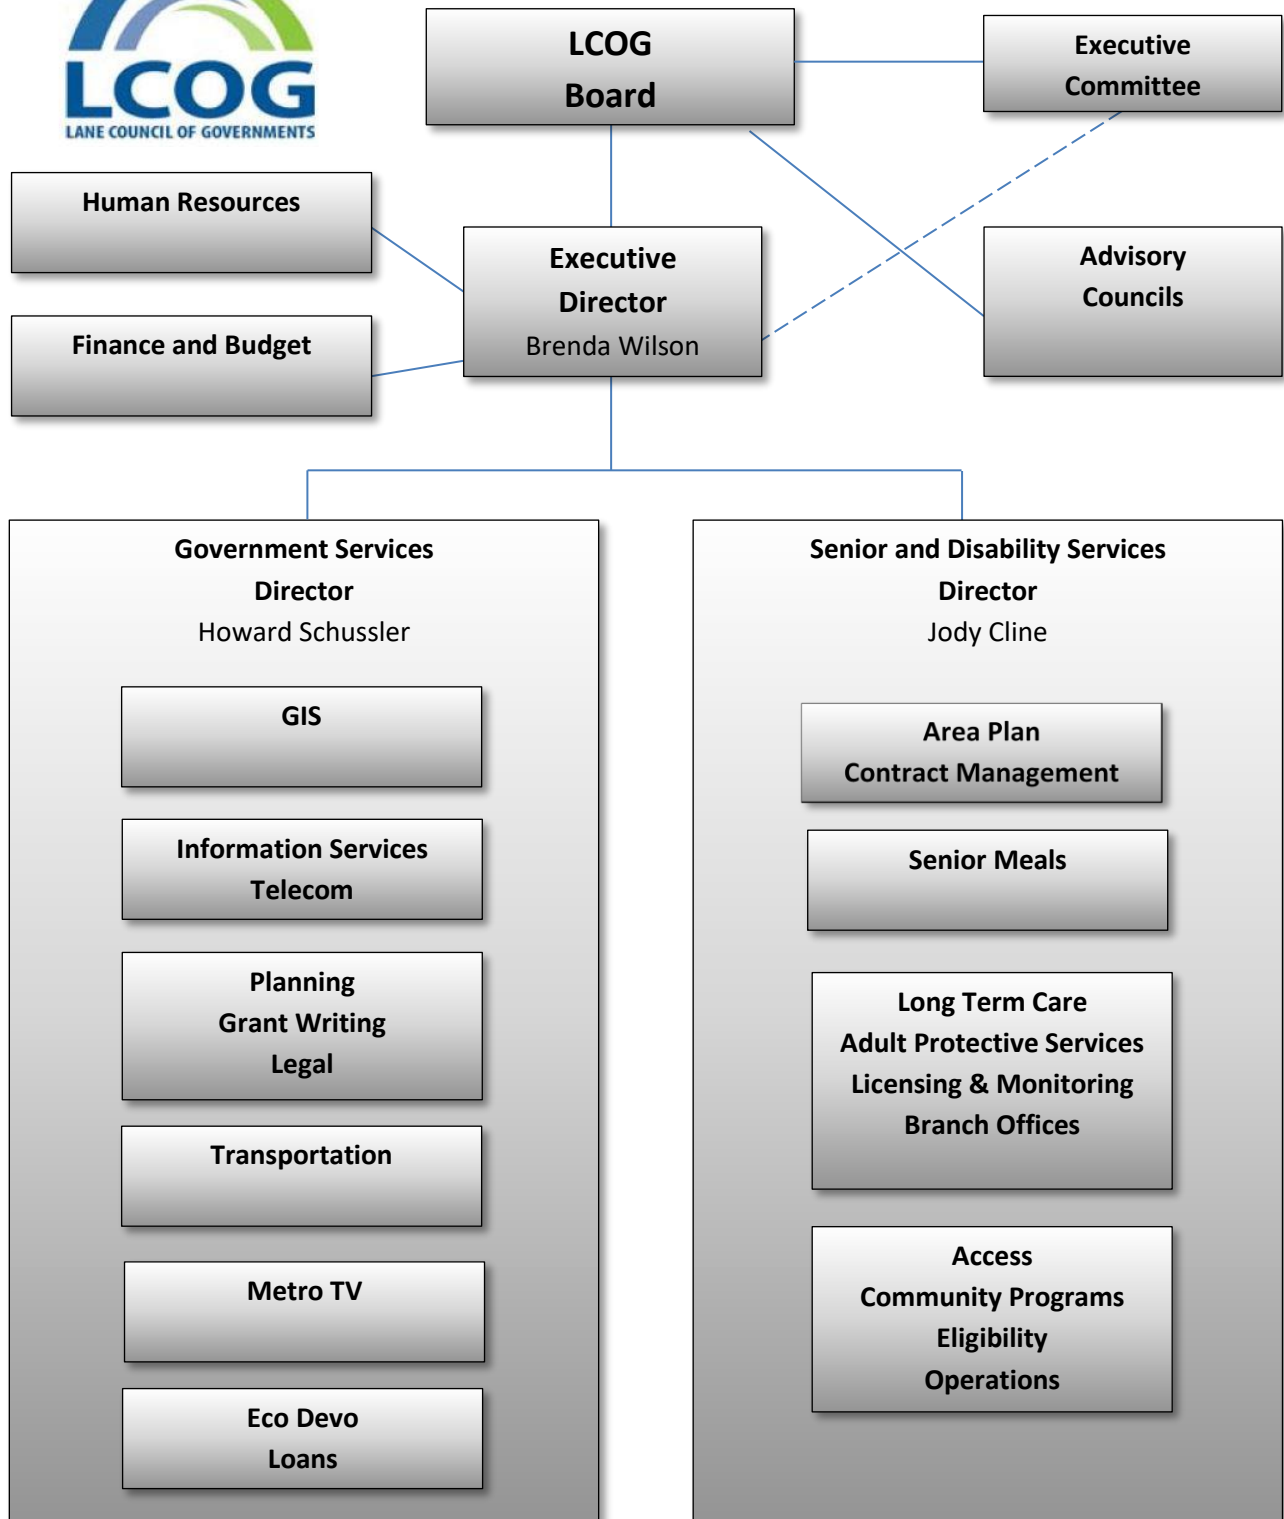 LCOG
LANE COUNCIL OF GOVERNMENTS
LCOG
Board
Executive
Committee
Human Resources
Executive
Director
Brenda Wilson
Advisory
Councils
Finance and Budget
Government Services
Director
Howard Schussler
GIS
Information Services
Telecom
Planning
Grant Writing
Legal
Transportation
Metro TV
Eco Devo
Loans
Senior and Disability Services
Director
Jody Cline
Area Plan
Contract Management
Senior Meals
Long Term Care
Adult Protective Services
Licensing & Monitoring
Branch Offices
Access
Community Programs
Eligibility
Operations